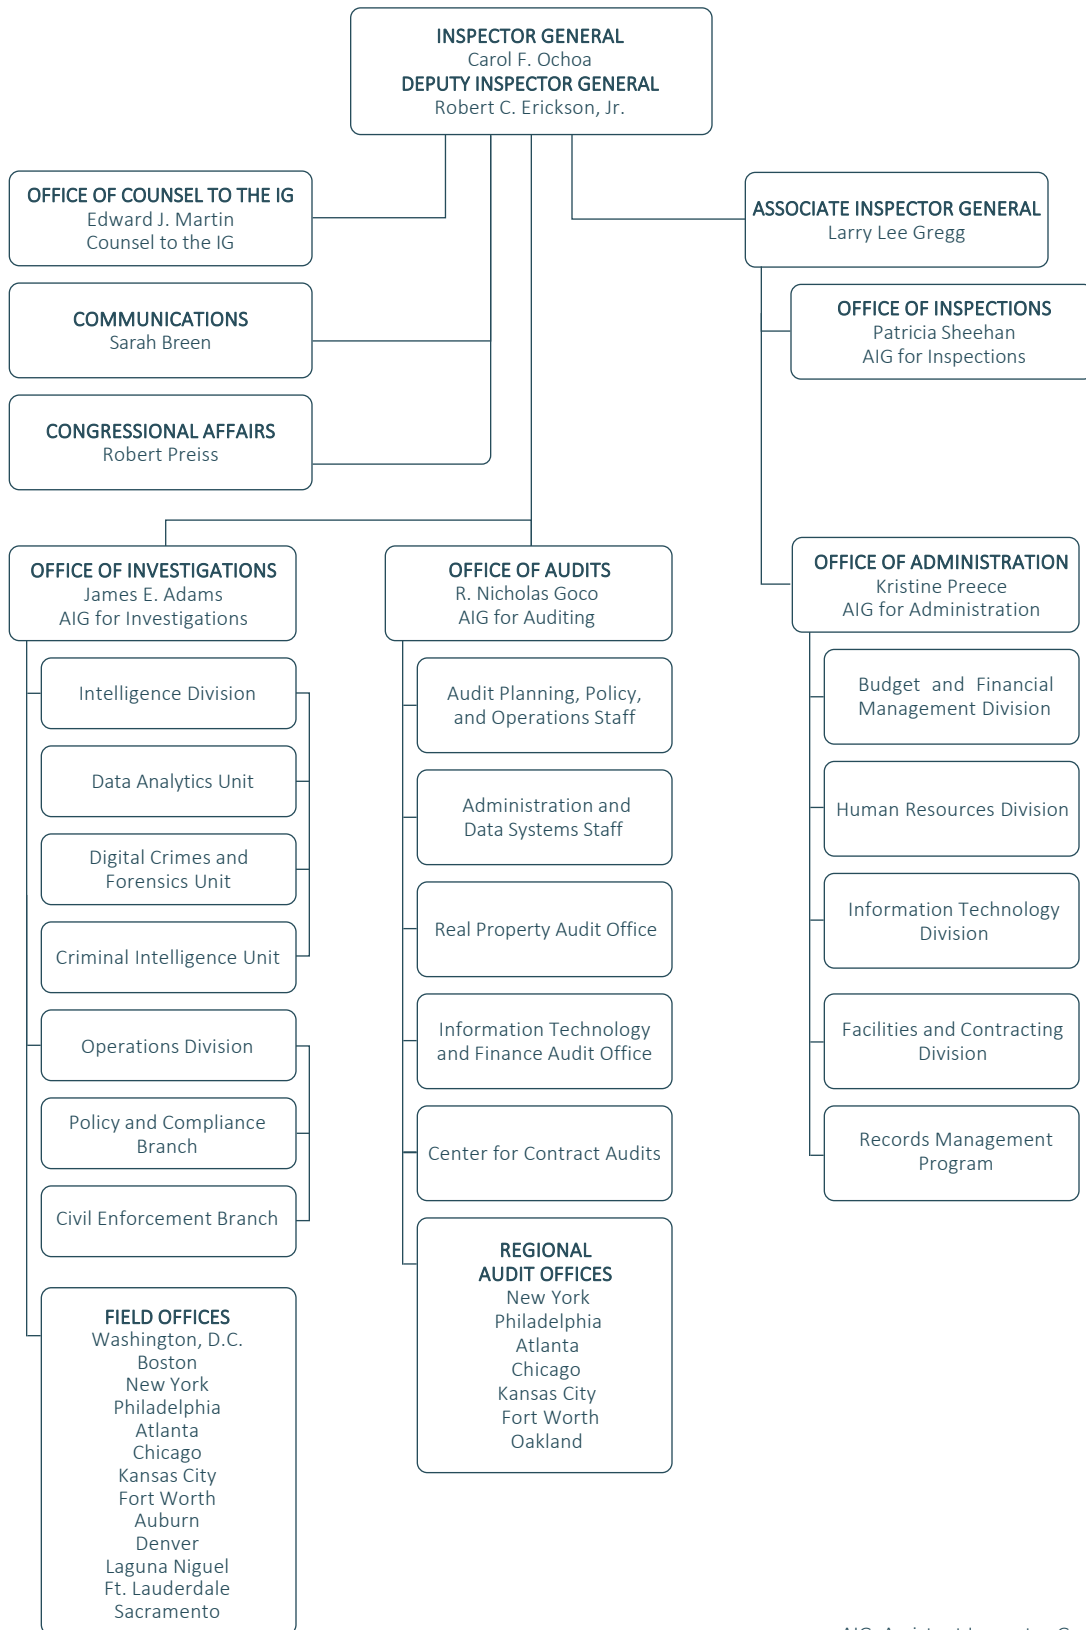 INSPECTOR GENERAL
Carol F. Ochoa
DEPUTY INSPECTOR GENERAL
Robert C. Erickson, Jr.
OFFICE OF COUNSEL TO THE IG
Edward J. Martin
Counsel to the IG
ASSOCIATE INSPECTOR GENERAL
Larry Lee Gregg
COMMUNICATIONS
Sarah Breen
OFFICE OF INSPECTIONS
Patricia Sheehan
AIG for Inspections
CONGRESSIONAL AFFAIRS
Robert Preiss
OFFICE OF INVESTIGATIONS
James E. Adams
AIG for Investigations
Intelligence Division
Data Analytics Unit
Digital Crimes and
Forensics Unit
Criminal Intelligence Unit
Operations Division
Policy and Compliance
Branch
Civil Enforcement Branch
FIELD OFFICES
Washington, D.C.
Boston
New York
Philadelphia
Atlanta
Chicago
Kansas City
Fort Worth
Auburn
Denver
Laguna Niguel
Ft. Lauderdale
Sacramento
OFFICE OF AUDITS
R. Nicholas Goco
AIG for Auditing
Audit Planning, Policy,
and Operations Staff
Administration and
Data Systems Staff
Real Property Audit Office
Information Technology
and Finance Audit Office
Center for Contract Audits
REGIONAL
AUDIT OFFICES
New York
Philadelphia
Atlanta
Chicago
Kansas City
Fort Worth
Oakland
OFFICE OF ADMINISTRATION
Kristine Preece
AIG for Administration
Budget and Financial
Management Division
Human Resources Division
Information Technology
Division
Facilities and Contracting
Division
Records Management
Program